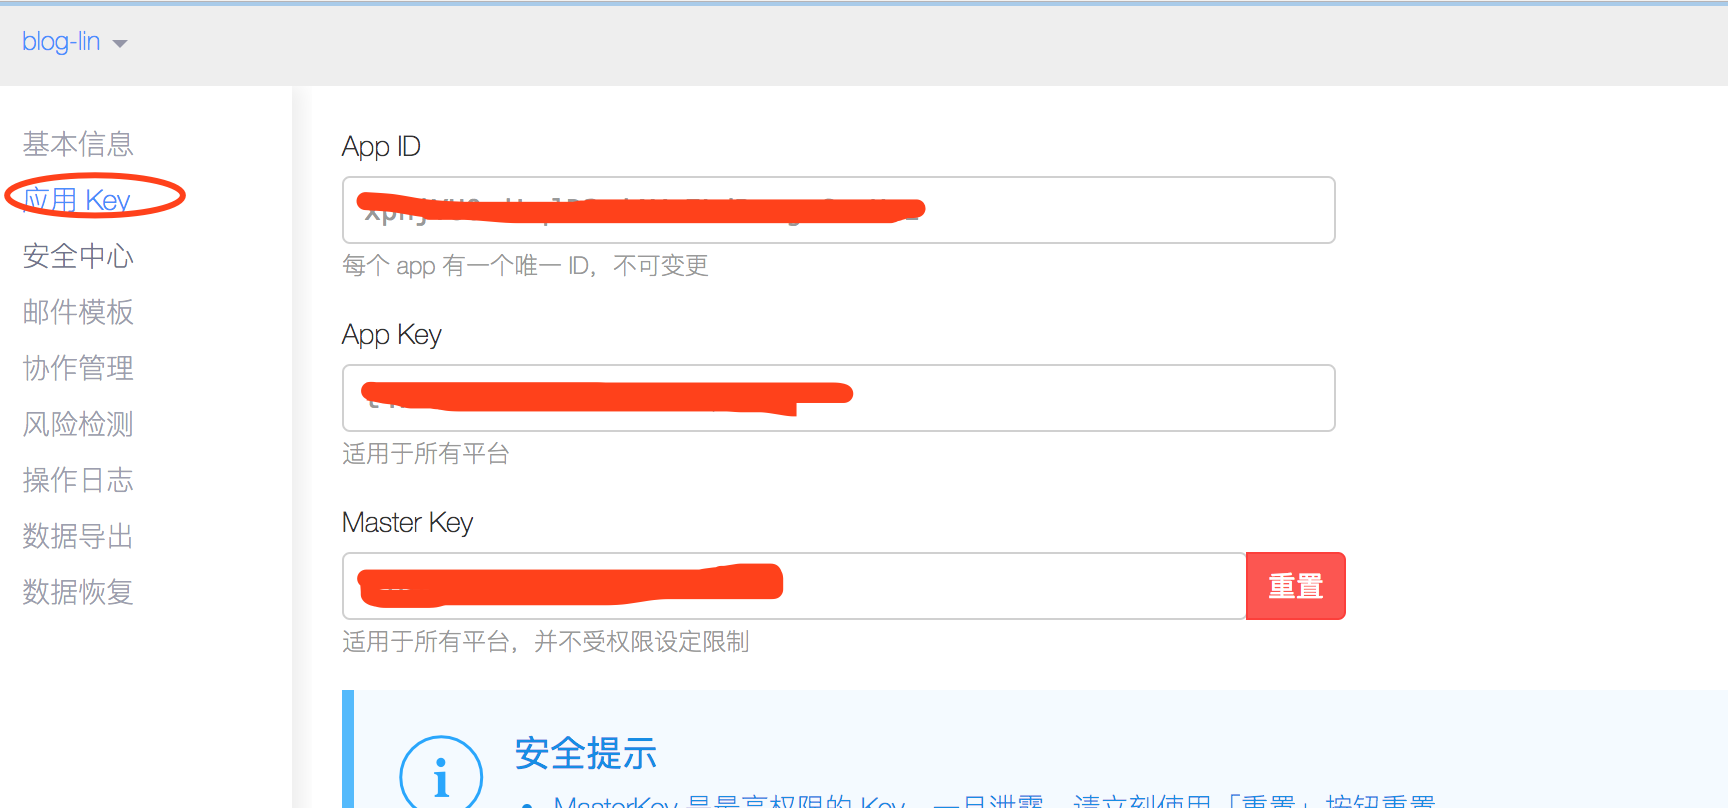 blog-lin
基本信息
应用 Key
安全中心
邮件模板
协作管理
风险检测
操作日志
数据导出
数据恢复
App ID
每个 app 有一个唯一 ID，不可变更
App Key
适用于所有平台
Master Key
重置
适用于所有平台，并不受权限设定限制
安全提示
MasterKey 是最高权限的 Key，一旦泄露，请立刻使用「重置」按钮重置